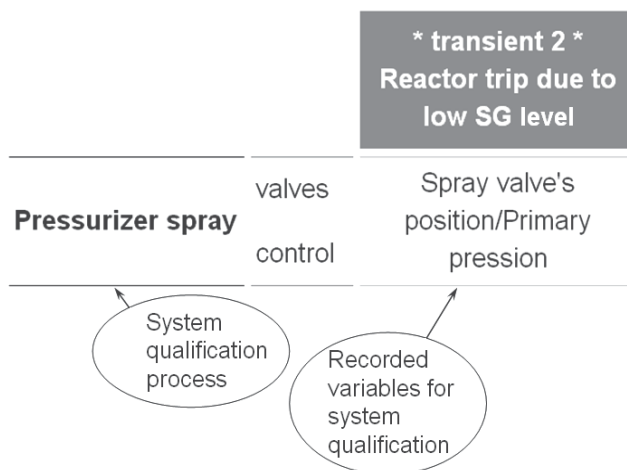 * transient 2 *
Reactor trip due to
low SG level
Pressurizer spray
valves
control
Spray valve's
position/Primary
pression
System
qualification
process
Recorded
variables for
system
qualification